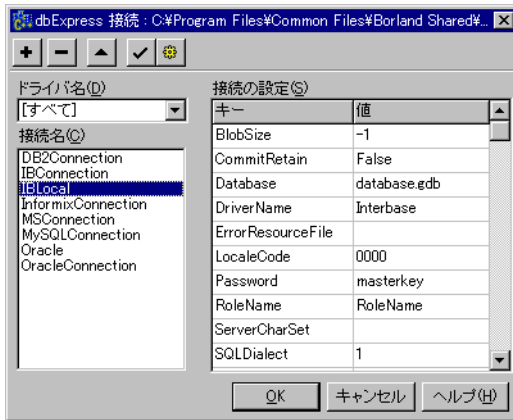 dbExpress 接続 : C:¥Program Files¥Common Files¥Borland Shared¥...
ドライバ名(D)
[すべて]
接続名(C)
DB2Connection
IBConnection
IBLocal
InformixConnection
MSConnection
MySQLConnection
Oracle
OracleConnection
接続の設定(S)
キー 値
BlobSize -1
CommitRetain False
Database database.gdb
DriverName Interbase
ErrorResourceFile
LocaleCode 0000
Password masterkey
RoleName RoleName
ServerCharSet
SQLDialect 1
OK キャンセル ヘルプ(H)